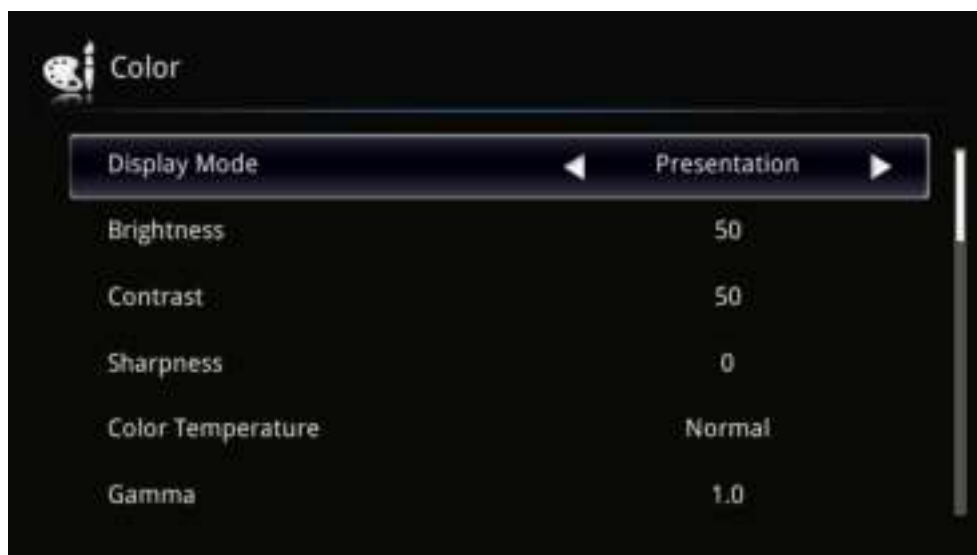 Color
Display Mode Presentation
Brightness 50
Contrast 50
Sharpness 0
Color Temperature Normal
Gamma 1.0